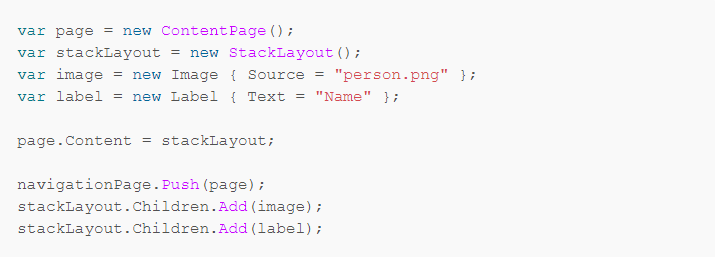 var page = new ContentPage();
var stackLayout = new StackLayout();
var image = new Image { Source = "person.png" };
var label = new Label { Text = "Name" };
page.Content = stackLayout;
navigationPage.Push(page);
stackLayout.Children.Add(image);
stackLayout.Children.Add(label);